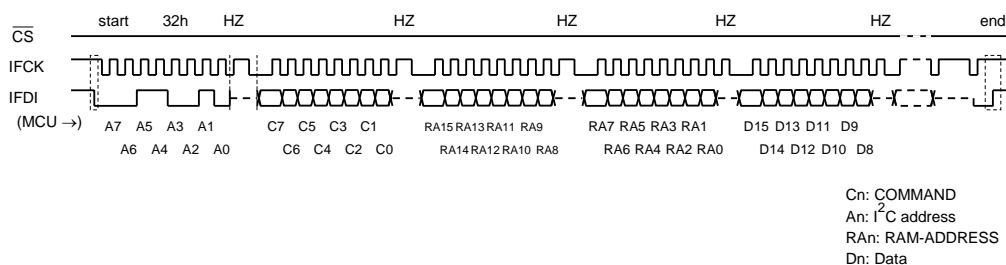 start 32h HZ HZ HZ HZ HZ end
CS
IFCK
IFDI
(MCU →)
A7 A5 A3 A1 C7 C5 C3 C1 RA15 RA13 RA11 RA9 RA7 RA5 RA3 RA1 D15 D13 D11 D9
A6 A4 A2 A0 C6 C4 C2 C0 RA14 RA12 RA10 RA8 RA6 RA4 RA2 RA0 D14 D12 D10 D8
Cn: COMMAND
An: I2C address
RAn: RAM-ADDRESS
Dn: Data